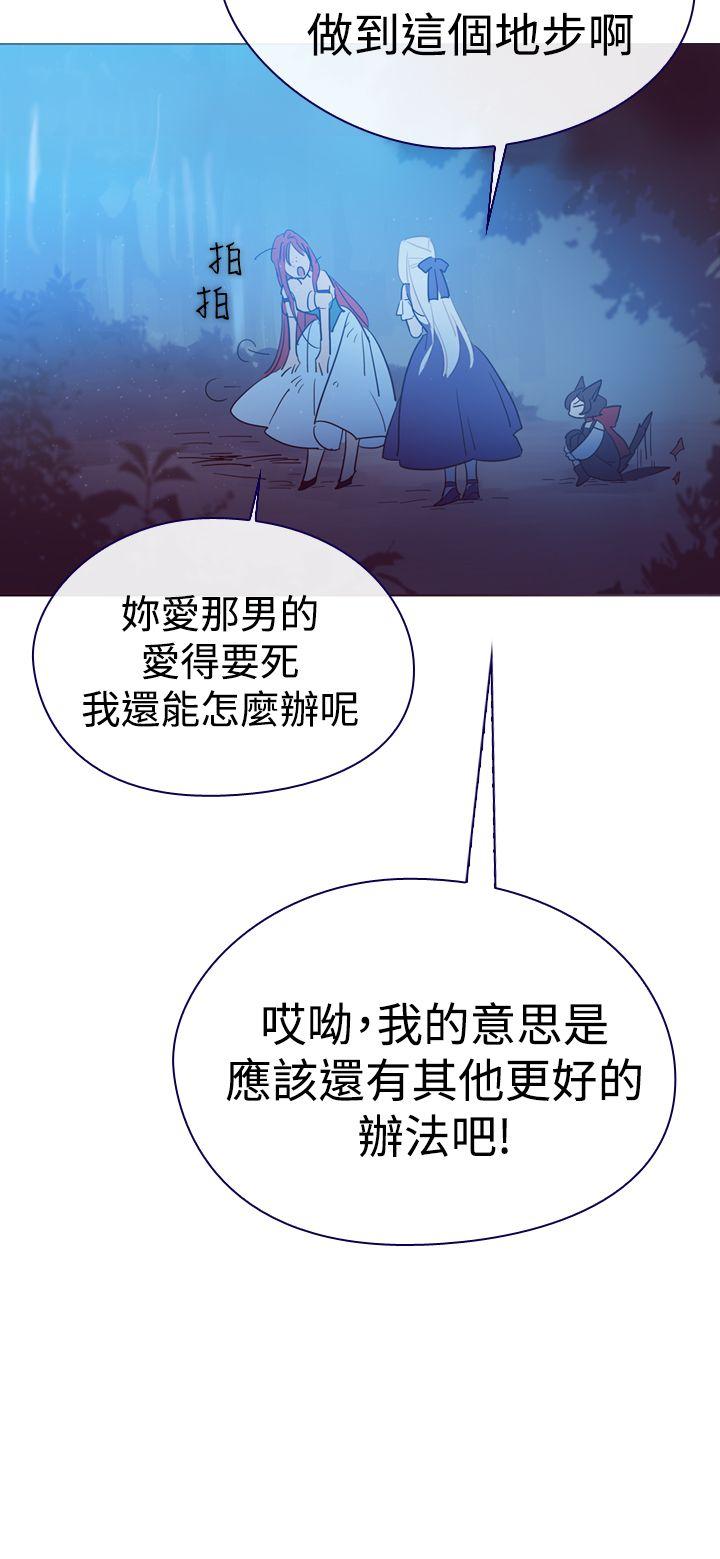 做到這個地步啊
拍
拍
妳愛那男的
愛得要死
我還能怎麼辦呢
哎呦，我的意思是
應該還有其他更好的
辦法吧！